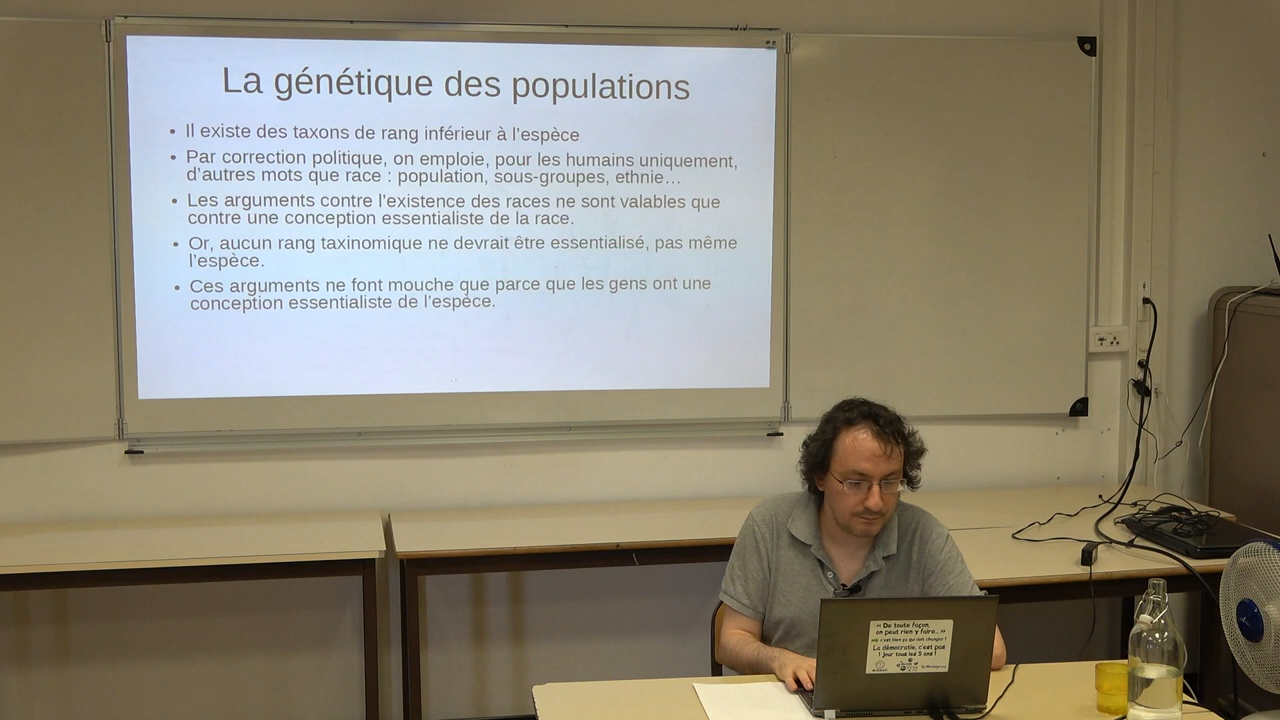 La génétique des populations
• Il existe des taxons de rang inférieur à l'espèce
• Par correction politique, on emploie, pour les humains uniquement,
d'autres mots que race : population, sous-groupes, ethnie…
• Les arguments contre l'existence des races ne sont valables que
contre une conception essentialiste de la race.
• Or, aucun rang taxinomique ne devrait être essentialisé, pas même
l'espèce.
• Ces arguments ne font mouche que parce que les gens ont une
conception essentialiste de l'espèce.
« De toute façon,
on peut rien y faire.. »
La démocratie, c'est pas
1 jour tous les 5 ans !